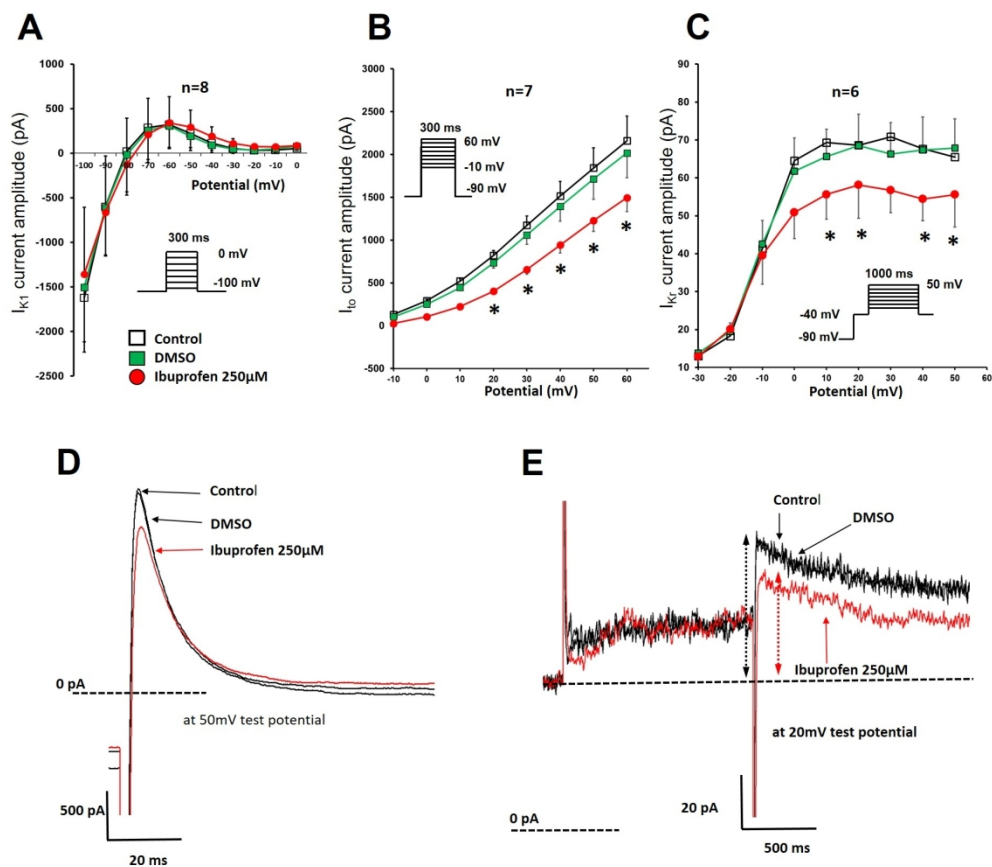 A
I_K1 current amplitude (pA)
1000
500
0
-500
-1000
-1500
-2000
-2500
n=8
-100 -90 -80 -70 -60 -50 -40 -30 -20 -10 0
Potential (mV)
300 ms
0 mV
-100 mV
Control
DMSO
Ibuprofen 250µM
B
I_to current amplitude (pA)
3000
2500
2000
1500
1000
500
0
-500
n=7
300 ms
60 mV
-10 mV
-90 mV
* * * * *
-10 0 10 20 30 40 50 60
Potential (mV)
C
I_Kr current amplitude (pA)
90
80
70
60
50
40
30
20
10
n=6
* * * *
1000 ms
50 mV
-40 mV
-90 mV
-30 -20 -10 0 10 20 30 40 50 60
Potential (mV)
D
Control
DMSO
Ibuprofen 250µM
0 pA
at 50mV test potential
500 pA
20 ms
E
Control
DMSO
Ibuprofen 250µM
at 20mV test potential
0 pA
20 pA
500 ms